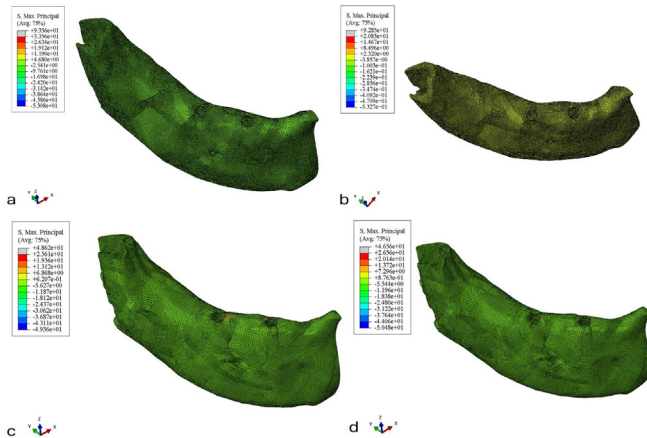 S, Max. Principal
(Avg: 75%)
+9.356e+01
+3.356e+01
+2.634e+01
+1.912e+01
+1.190e+01
+4.680e+00
-2.541e+00
-9.761e+00
-1.698e+01
-2.420e+01
-3.142e+01
-3.864e+01
-4.586e+01
-5.308e+01
Y Z X
a
S, Max. Principal
(Avg: 75%)
+9.285e+01
+2.085e+01
+1.467e+01
+8.496e+00
+2.320e+00
-3.857e+00
-1.003e+01
-1.621e+01
-2.239e+01
-2.856e+01
-3.474e+01
-4.092e+01
-4.709e+01
-5.327e+01
Y Z X
b
S, Max. Principal
(Avg: 75%)
+4.862e+01
+2.561e+01
+1.936e+01
+1.312e+01
+6.868e+00
+6.207e-01
-5.627e+00
-1.187e+01
-1.812e+01
-2.437e+01
-3.062e+01
-3.687e+01
-4.311e+01
-4.936e+01
Z
Y X
c
S, Max. Principal
(Avg: 75%)
+4.656e+01
+2.656e+01
+2.014e+01
+1.372e+01
+7.296e+00
+8.763e-01
-5.544e+00
-1.196e+01
-1.838e+01
-2.480e+01
-3.122e+01
-3.764e+01
-4.406e+01
-5.048e+01
Z
Y X
d